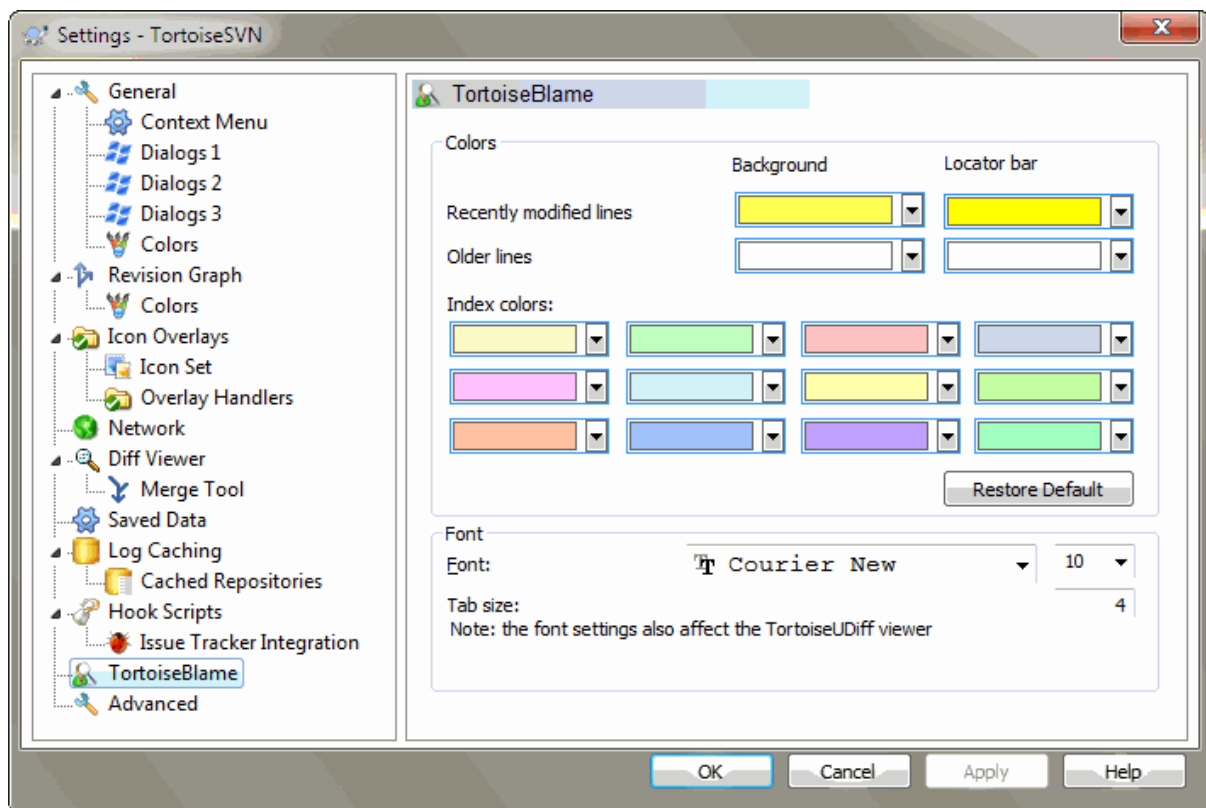 Settings - TortoiseSVN
General
Context Menu
Dialogs 1
Dialogs 2
Dialogs 3
Colors
Revision Graph
Colors
Icon Overlays
Icon Set
Overlay Handlers
Network
Diff Viewer
Merge Tool
Saved Data
Log Caching
Cached Repositories
Hook Scripts
Issue Tracker Integration
TortoiseBlame
Advanced
TortoiseBlame
Colors
Background Locator bar
Recently modified lines
Older lines
Index colors:
Restore Default
Font
Font: Courier New 10
Tab size: 4
Note: the font settings also affect the TortoiseUDiff viewer
OK Cancel Apply Help